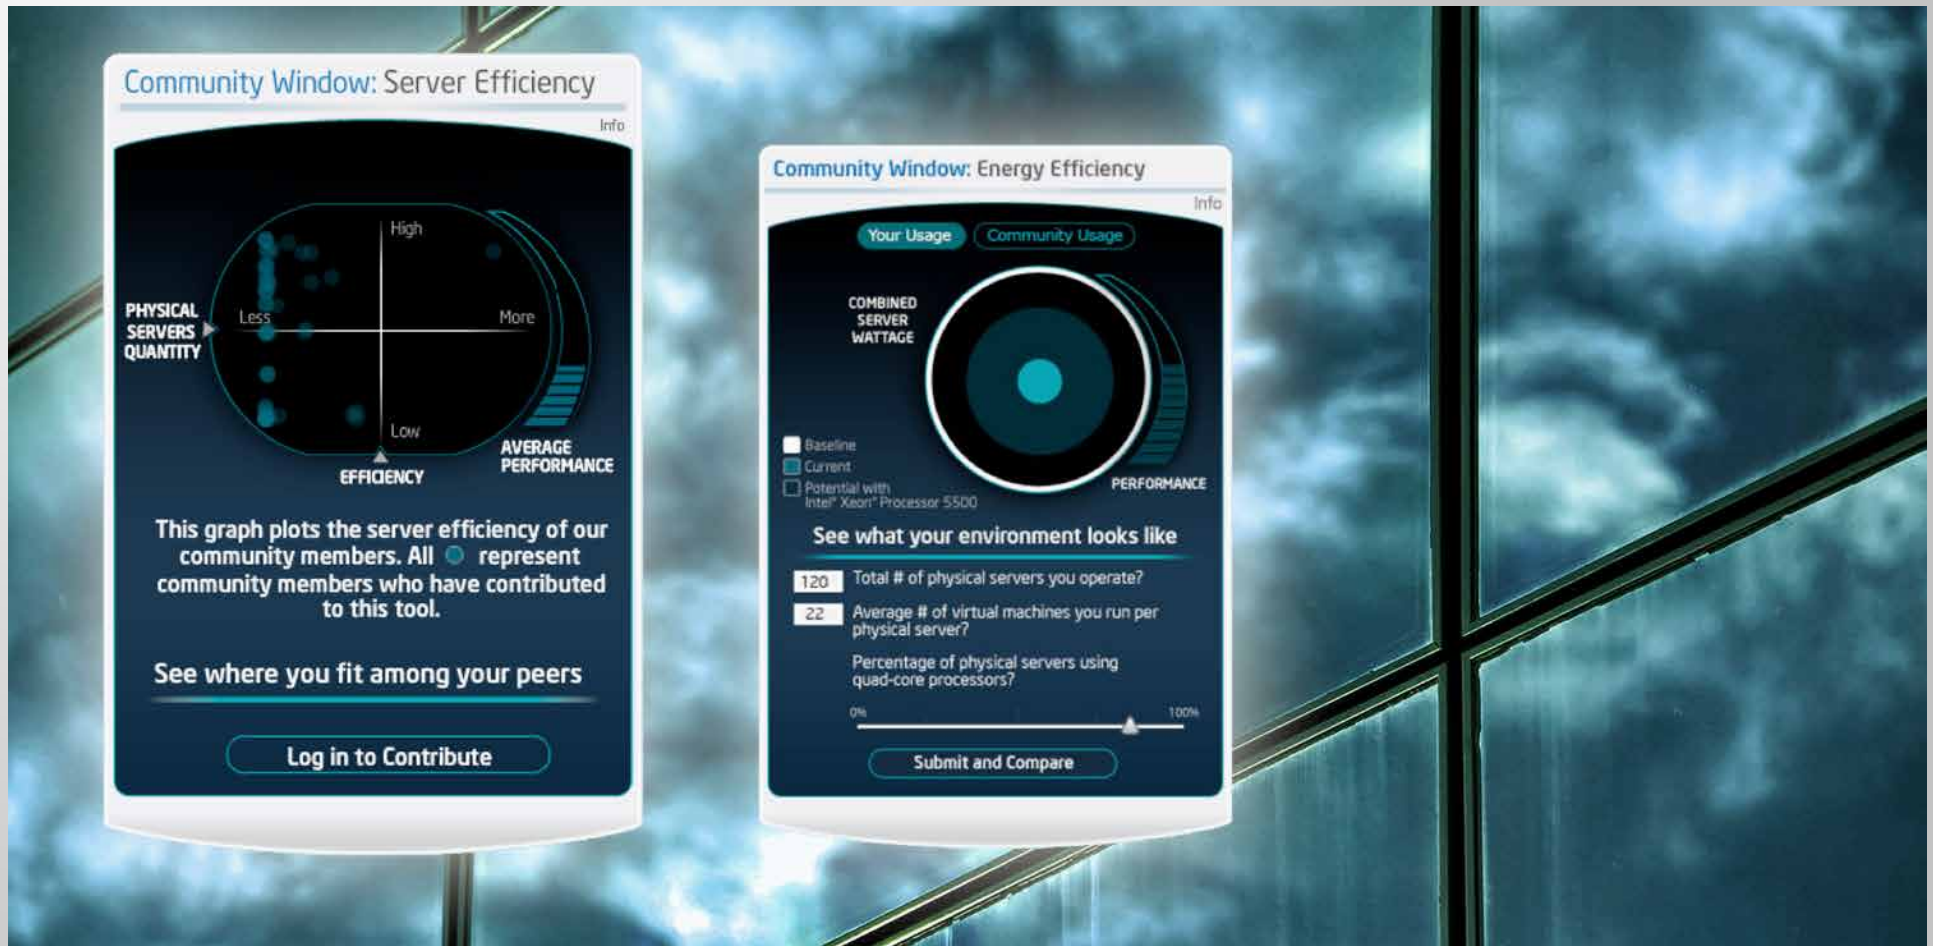 Community Window: Server Efficiency
Info
High
PHYSICAL
SERVERS
QUANTITY
Less
More
Low
AVERAGE
PERFORMANCE
EFFICIENCY
This graph plots the server efficiency of our
community members. All represent
community members who have contributed
to this tool.
See where you fit among your peers
Log in to Contribute
Community Window: Energy Efficiency
Info
Your Usage
Community Usage
COMBINED
SERVER
WATTAGE
Baseline
Current
Potential with
Intel® Xeon® Processor 5500
PERFORMANCE
See what your environment looks like
120 Total # of physical servers you operate?
22 Average # of virtual machines you run per
physical server?
Percentage of physical servers using
quad-core processors?
0% 100%
Submit and Compare